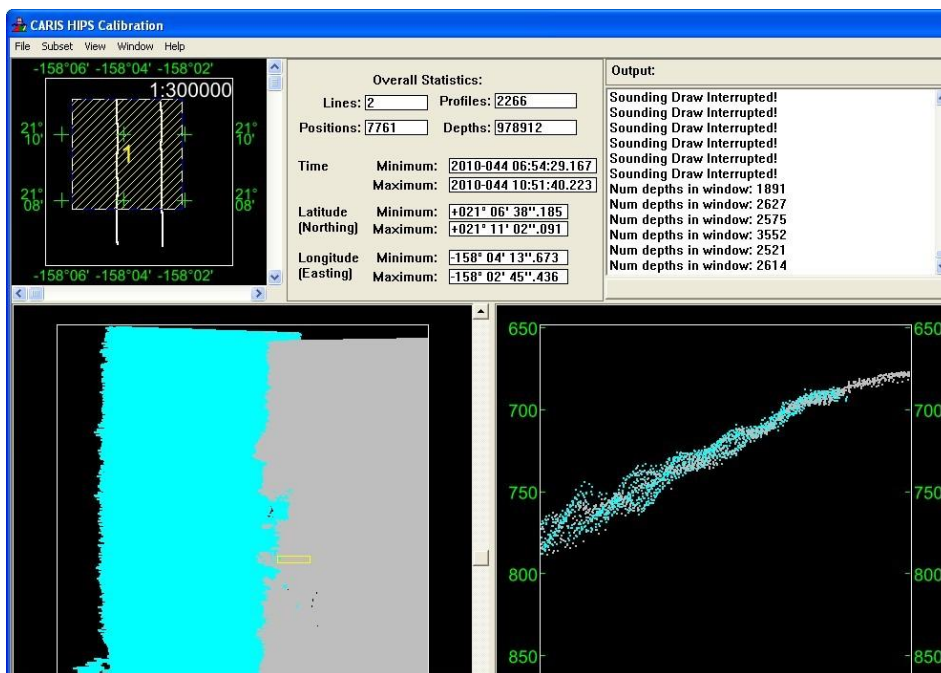 CARIS HIPS Calibration
File Subset View Window Help
-158°06' -158°04' -158°02'
1:300000
21° 10'
21° 10'
1
21° 08'
21° 08'
-158°06' -158°04' -158°02'
Overall Statistics:
Lines: 2 Profiles: 2266
Positions: 7761 Depths: 978912
Time Minimum: 2010-044 06:54:29.167
Maximum: 2010-044 10:51:40.223
Latitude Minimum: +021° 06' 38".185
(Northing) Maximum: +021° 11' 02".091
Longitude Minimum: -158° 04' 13".673
(Easting) Maximum: -158° 02' 45".436
Output:
Sounding Draw Interrupted!
Sounding Draw Interrupted!
Sounding Draw Interrupted!
Sounding Draw Interrupted!
Sounding Draw Interrupted!
Sounding Draw Interrupted!
Num depths in window: 1891
Num depths in window: 2627
Num depths in window: 2575
Num depths in window: 3552
Num depths in window: 2521
Num depths in window: 2614
650 650
700 700
750 750
800 800
850 850